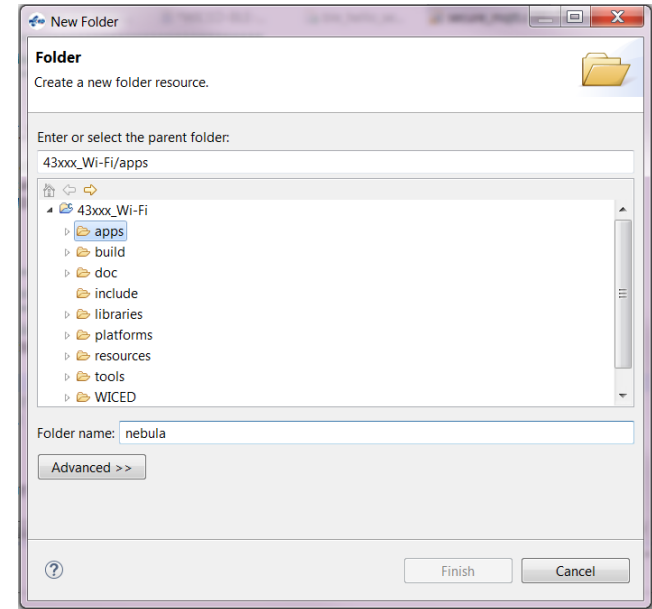 New Folder
Folder
Create a new folder resource.
Enter or select the parent folder:
43xxx_Wi-Fi/apps
43xxx_Wi-Fi
apps
build
doc
include
libraries
platforms
resources
tools
WICED
Folder name: nebula
Advanced >>
? Finish Cancel